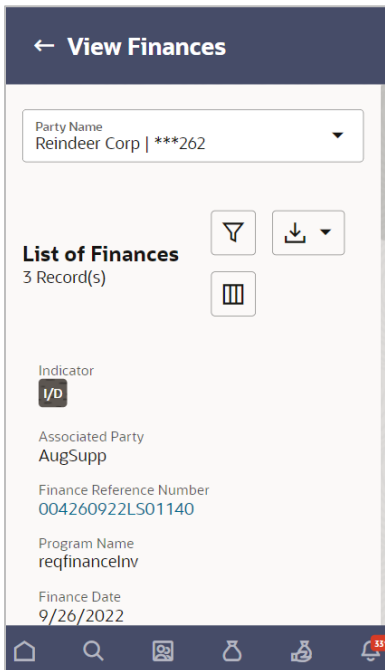 ← View Finances
Party Name
Reindeer Corp | ***262
List of Finances
3 Record(s)
Indicator
I/D
Associated Party
AugSupp
Finance Reference Number
004260922LS01140
Program Name
reqfinanceInv
Finance Date
9/26/2022